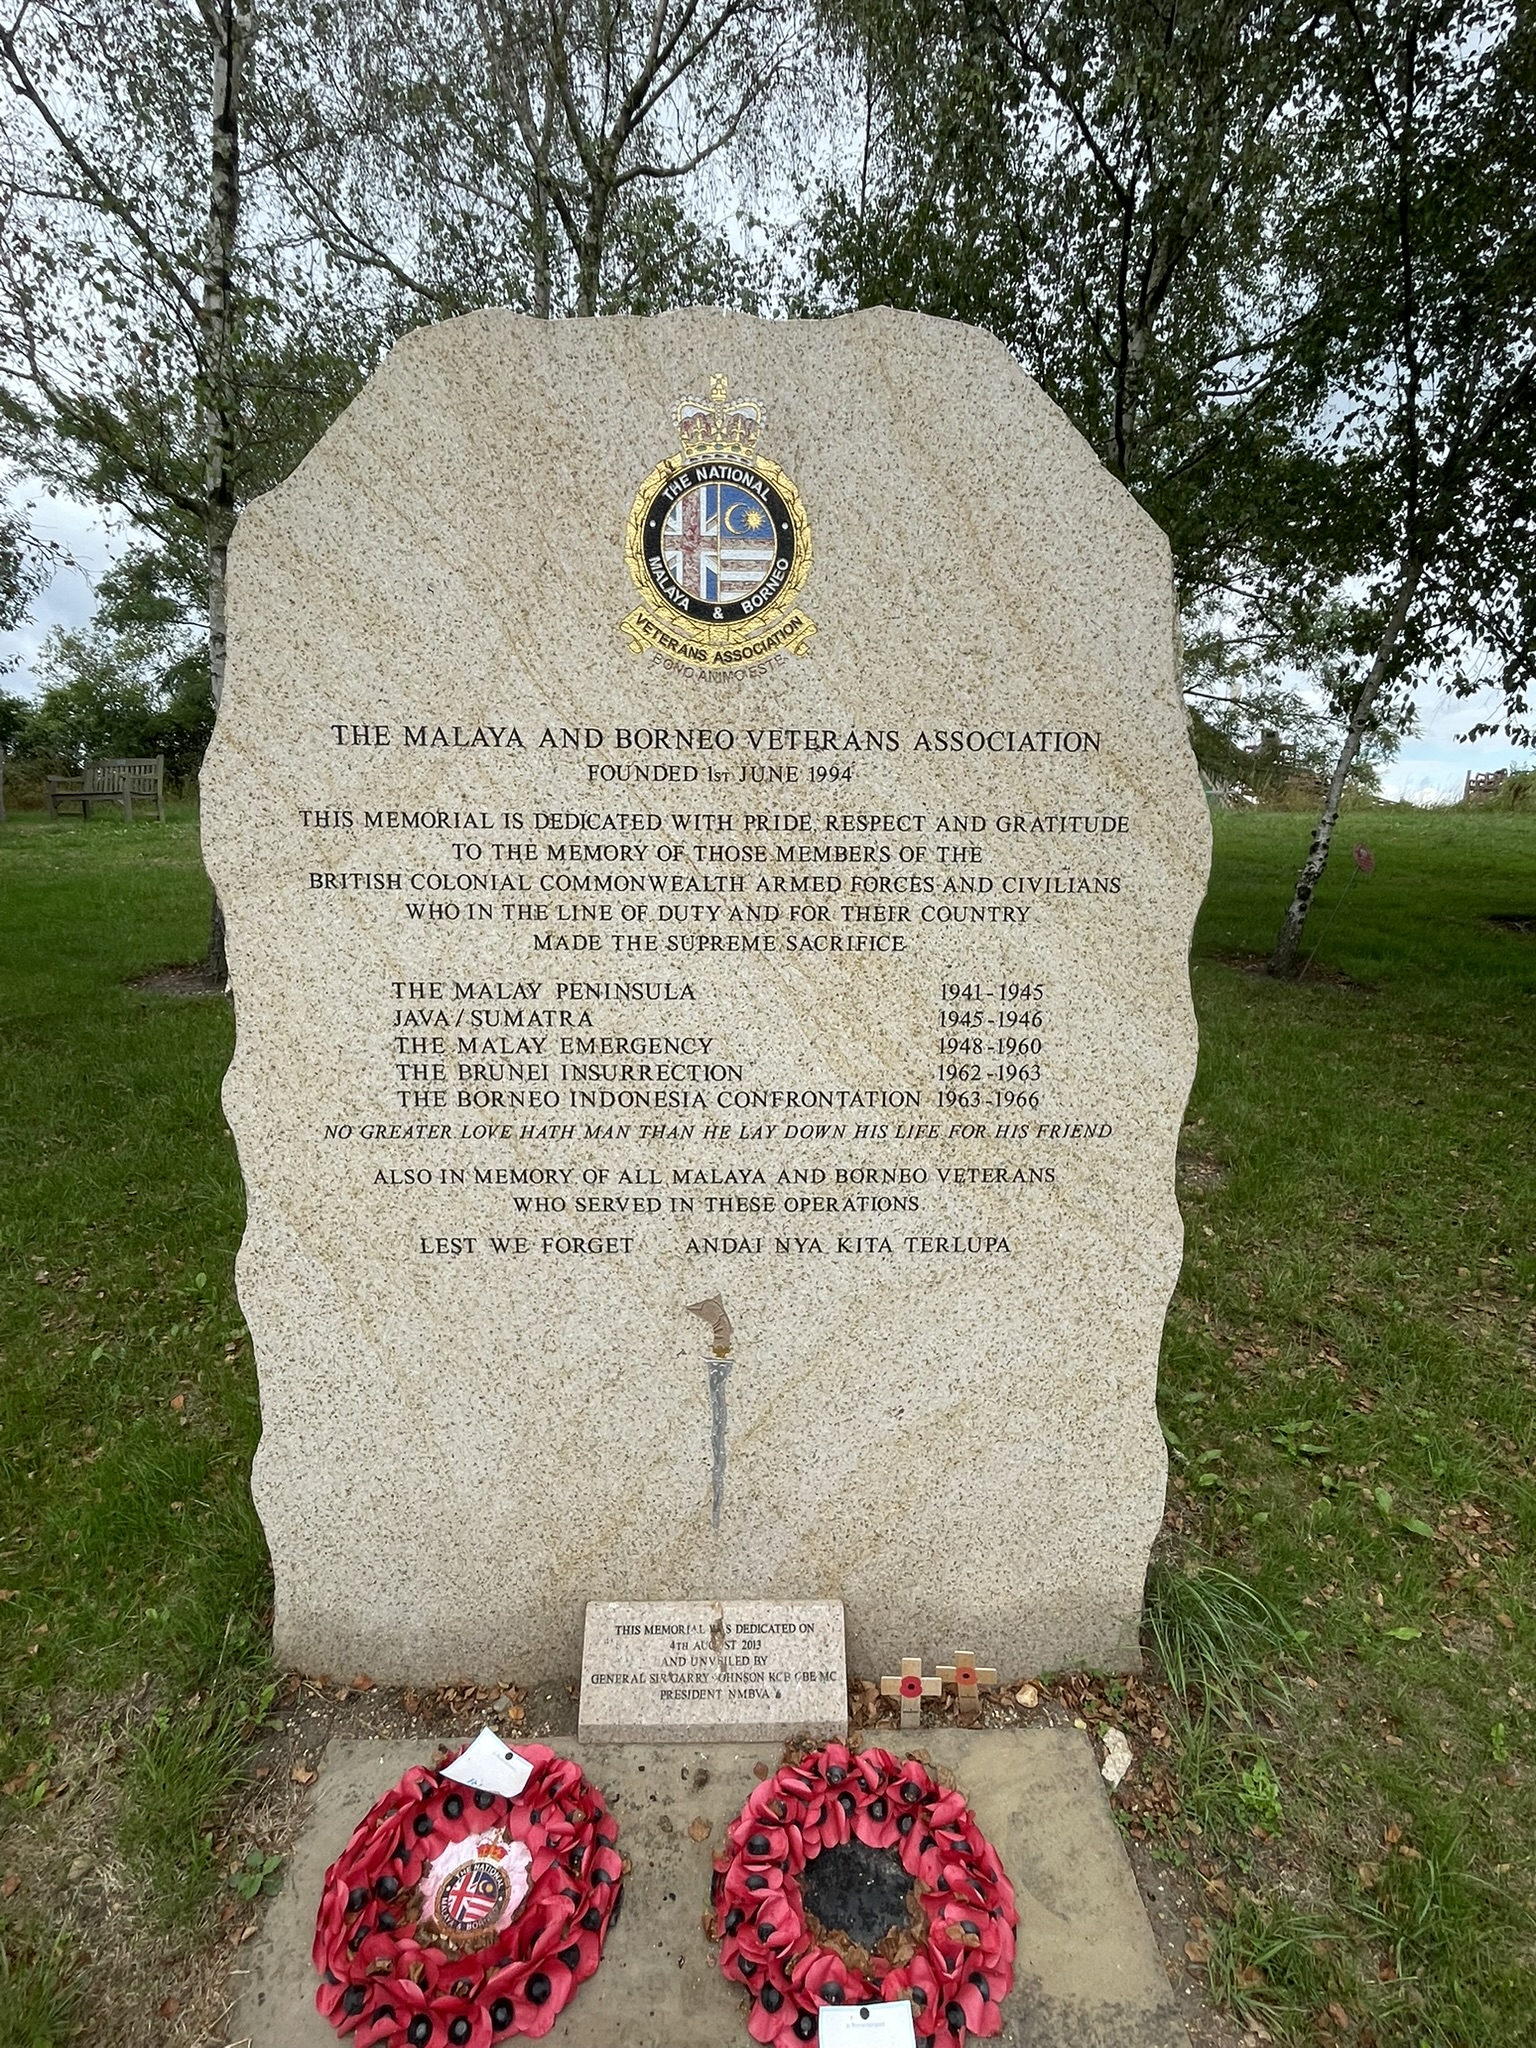 THE NATIONAL
MALAYA & BORNEO
VETERANS ASSOCIATION
BONO ANIMO ESTE
THE MALAYA AND BORNEO VETERANS ASSOCIATION
FOUNDED 1ST JUNE 1994
THIS MEMORIAL IS DEDICATED WITH PRIDE, RESPECT AND GRATITUDE
TO THE MEMORY OF THOSE MEMBERS OF THE
BRITISH COLONIAL COMMONWEALTH ARMED FORCES AND CIVILIANS
WHO IN THE LINE OF DUTY AND FOR THEIR COUNTRY
MADE THE SUPREME SACRIFICE
THE MALAY PENINSULA 1941-1945
JAVA/SUMATRA 1945-1946
THE MALAY EMERGENCY 1948-1960
THE BRUNEI INSURRECTION 1962-1963
THE BORNEO INDONESIA CONFRONTATION 1963-1966
NO GREATER LOVE HATH MAN THAN HE LAY DOWN HIS LIFE FOR HIS FRIEND
ALSO IN MEMORY OF ALL MALAYA AND BORNEO VETERANS
WHO SERVED IN THESE OPERATIONS
LEST WE FORGET ANDAI NYA KITA TERLUPA
THIS MEMORIAL WAS DEDICATED ON
4TH AUGUST 2013
AND UNVEILED BY
GENERAL SIR GARRY JOHNSON KCB OBE MC
PRESIDENT NMBVA
THE NATIONAL
MALAYA & BORNEO